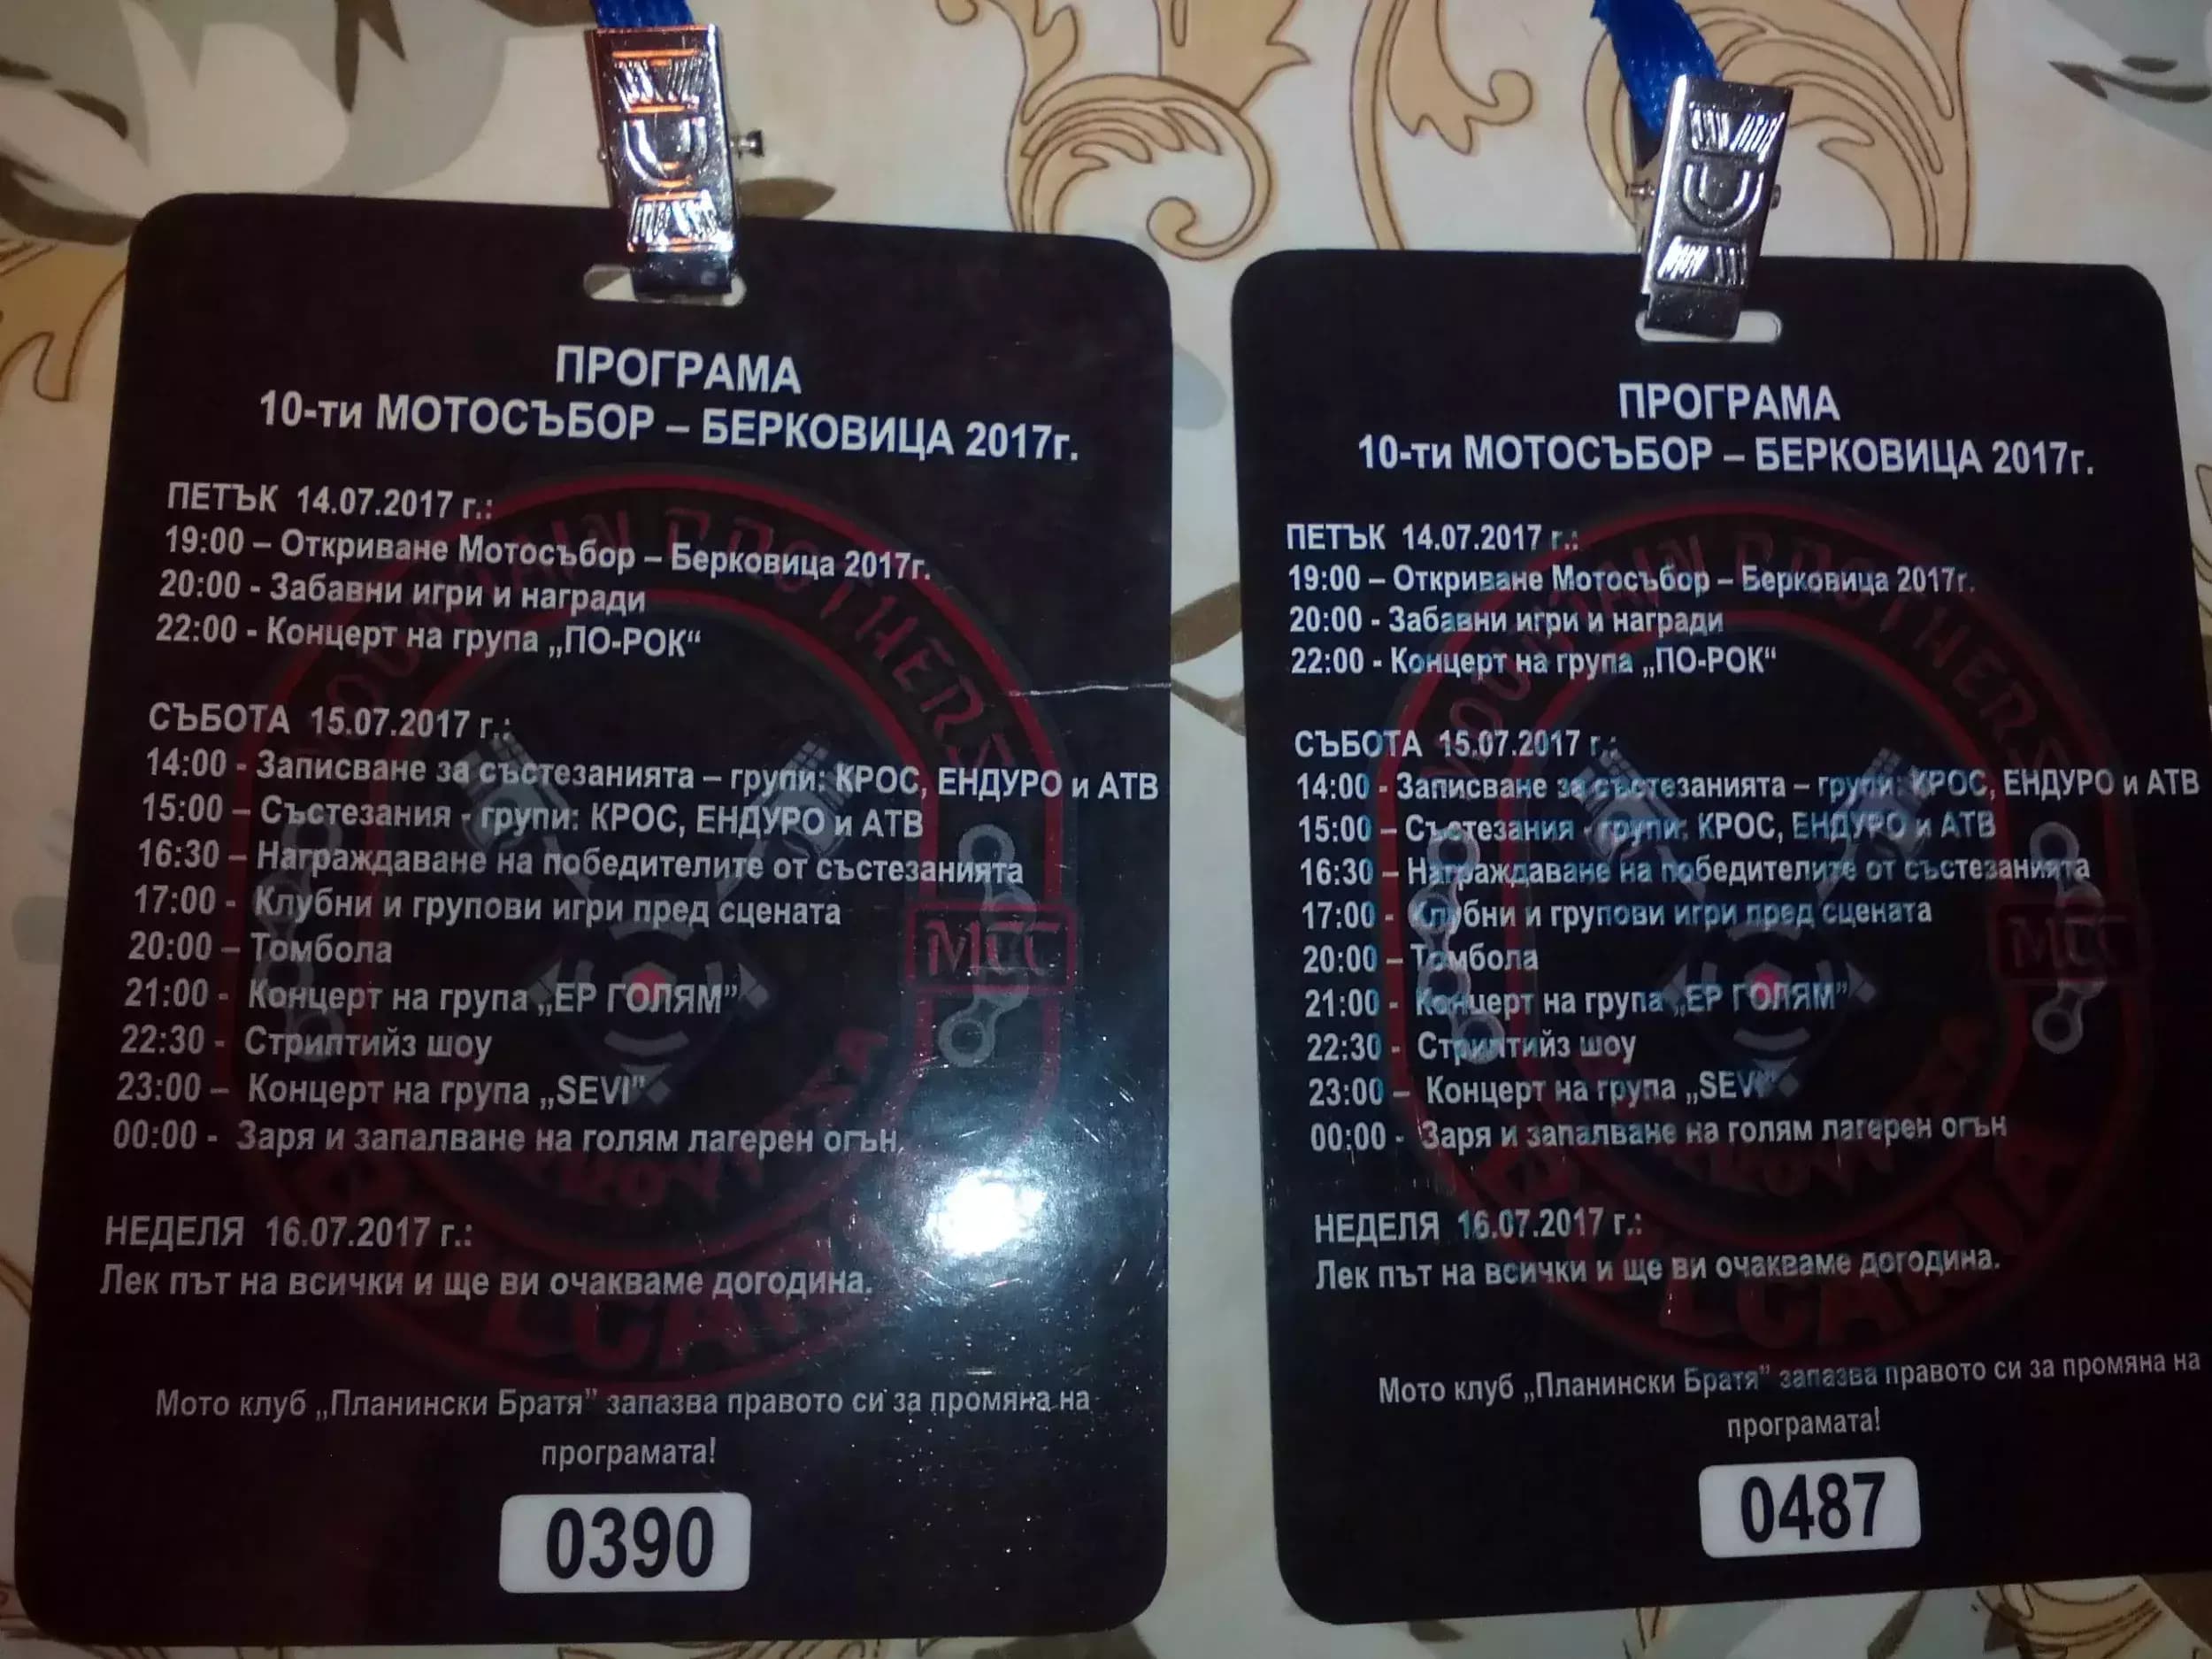 ПРОГРАМА
10-ти МОТОСЪБОР – БЕРКОВИЦА 2017г.
ПЕТЪК 14.07.2017 г.:
19:00 – Откриване Мотосъбор – Берковица 2017г.
20:00 - Забавни игри и награди
22:00 - Концерт на група „ПО-РОК“
СЪБОТА 15.07.2017 г.:
14:00 - Записване за състезанията – групи: КРОС, ЕНДУРО и АТВ
15:00 – Състезания - групи: КРОС, ЕНДУРО и АТВ
16:30 – Награждаване на победителите от състезанията
17:00 - Клубни и групови игри пред сцената
20:00 – Томбола
21:00 - Концерт на група „ЕР ГОЛЯМ”
22:30 - Стриптийз шоу
23:00 – Концерт на група „SEVI”
00:00 - Заря и запалване на голям лагерен огън
НЕДЕЛЯ 16.07.2017 г.:
Лек път на всички и ще ви очакваме догодина.
Мото клуб „Планински Братя” запазва правото си за промяна на
програмата!
0390
MOUNTAIN BROTHERS
MCC
BULGARIA
ПРОГРАМА
10-ти МОТОСЪБОР – БЕРКОВИЦА 2017г.
ПЕТЪК 14.07.2017 г.:
19:00 – Откриване Мотосъбор – Берковица 2017г.
20:00 - Забавни игри и награди
22:00 - Концерт на група „ПО-РОК“
СЪБОТА 15.07.2017 г.:
14:00 - Записване за състезанията – групи: КРОС, ЕНДУРО и АТВ
15:00 – Състезания - групи: КРОС, ЕНДУРО и АТВ
16:30 – Награждаване на победителите от състезанията
17:00 - Клубни и групови игри пред сцената
20:00 – Томбола
21:00 - Концерт на група „ЕР ГОЛЯМ”
22:30 - Стриптийз шоу
23:00 – Концерт на група „SEVI”
00:00 - Заря и запалване на голям лагерен огън
НЕДЕЛЯ 16.07.2017 г.:
Лек път на всички и ще ви очакваме догодина.
Мото клуб „Планински Братя” запазва правото си за промяна на
програмата!
0487
MOUNTAIN BROTHERS
MCC
BULGARIA